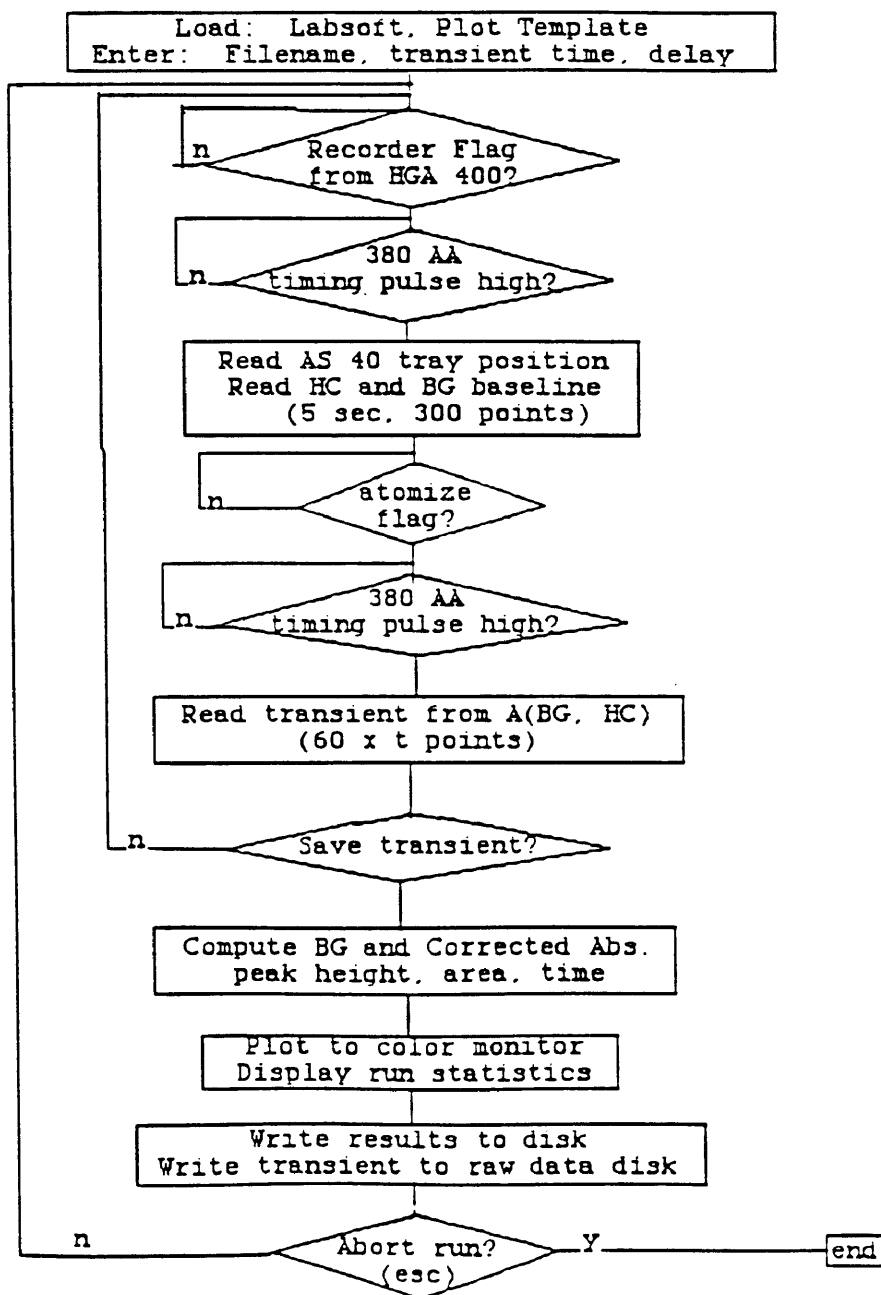 Load: Labsoft, Plot Template
Enter: Filename, transient time, delay
n
Recorder Flag
from HGA 400?
380 AA
n
timing pulse high?
Read AS 40 tray position
Read HC and BG baseline
(5 sec, 300 points)
n
atomize
flag?
380 AA
n
timing pulse high?
Read transient from A(BG, HC)
(60 x t points)
n
Save transient?
Compute BG and Corrected Abs.
peak height, area, time
Plot to color monitor
Display run statistics
Write results to disk
Write transient to raw data disk
n
Abort run?
Y
end
(esc)